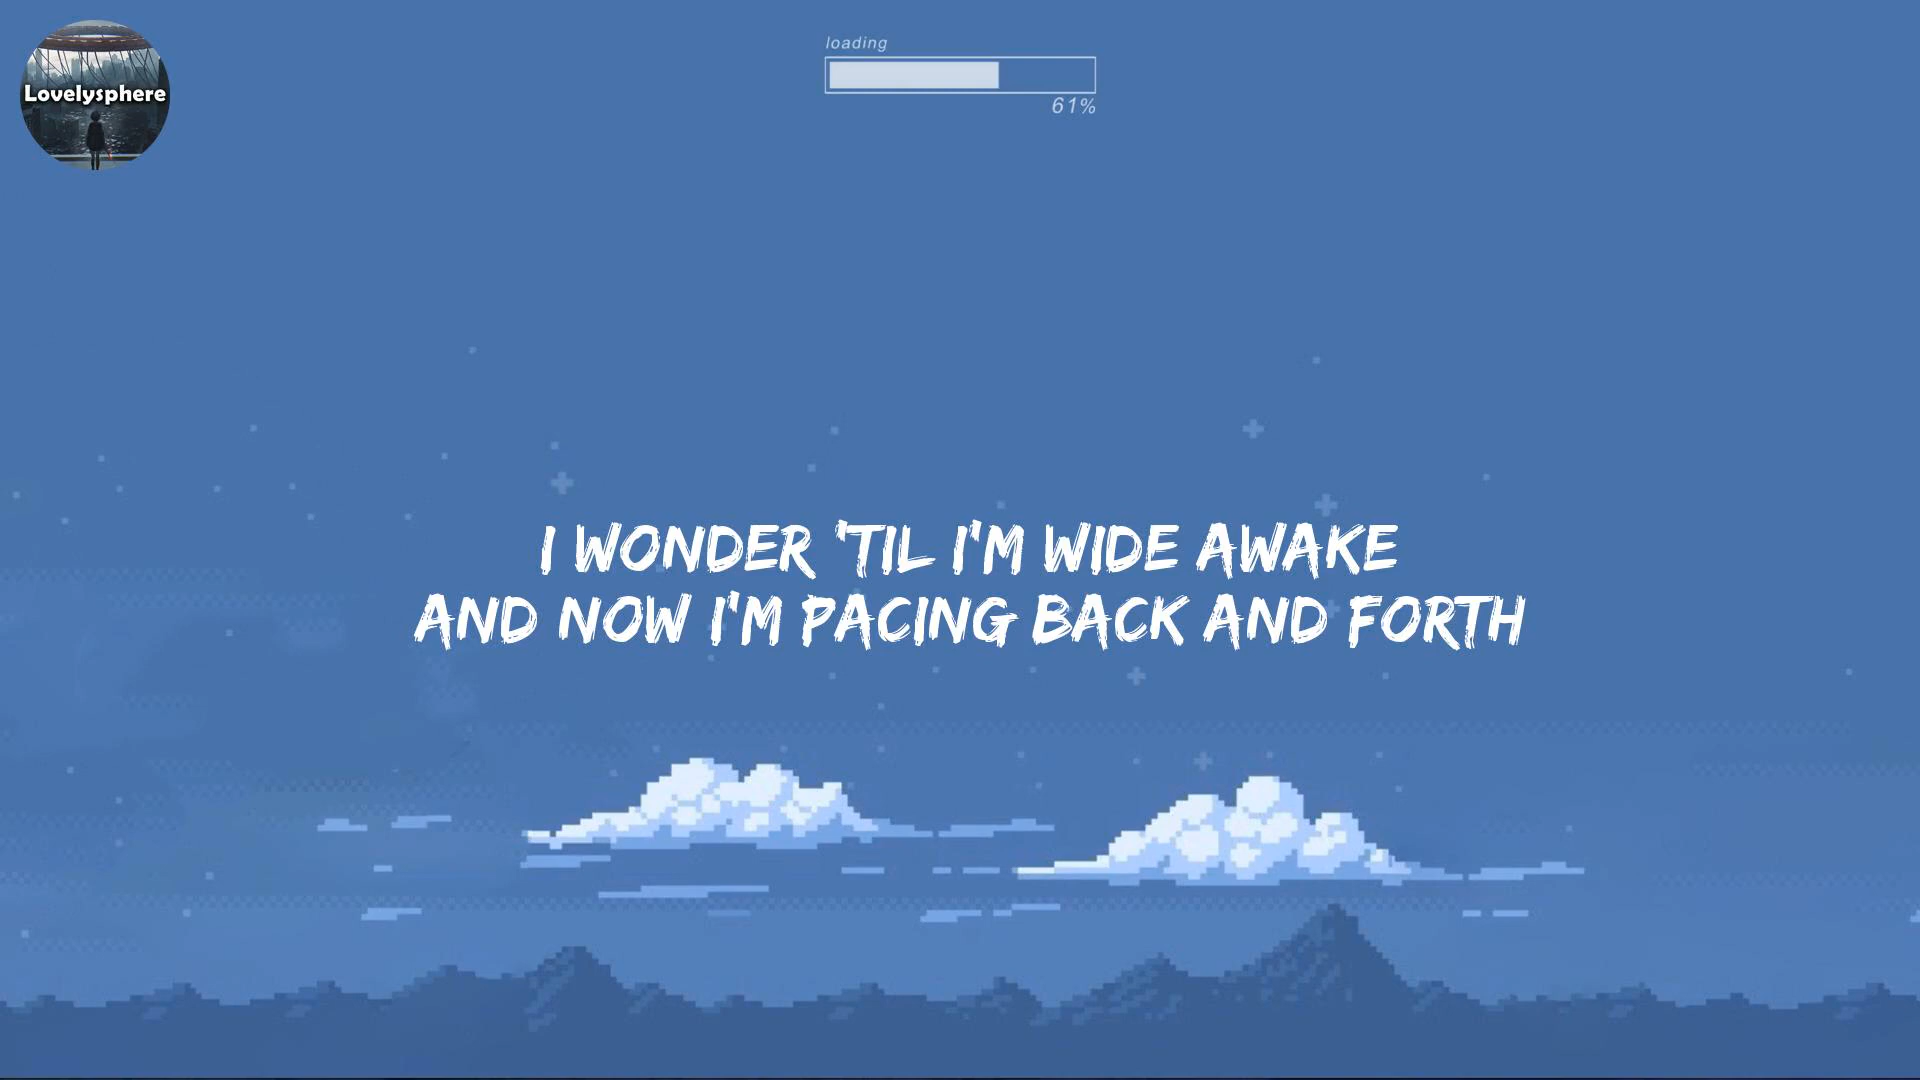 Lovelysphere
loading
61%
I WONDER 'TIL I'M WIDE AWAKE
AND NOW I'M PACING BACK AND FORTH